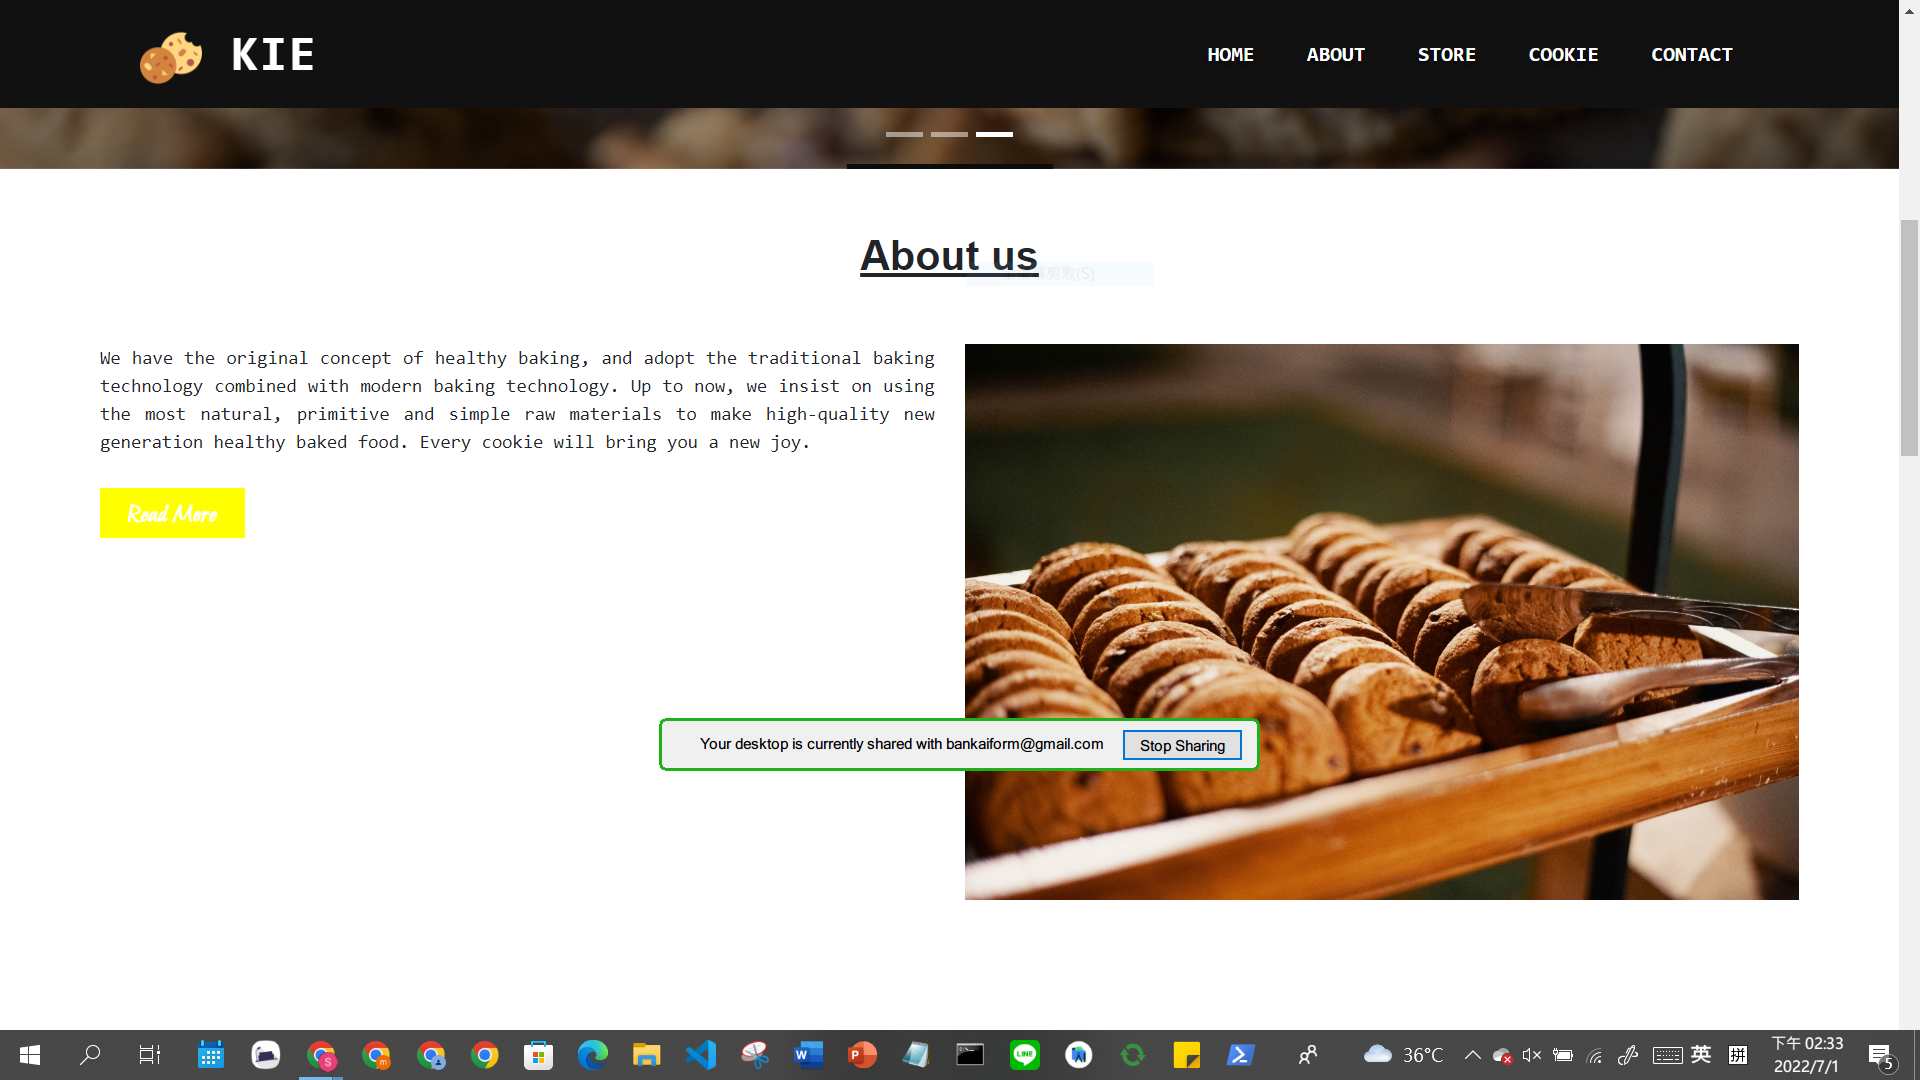 KIE
HOME ABOUT STORE COOKIE CONTACT
About us
剪取(S)
We have the original concept of healthy baking, and adopt the traditional baking
technology combined with modern baking technology. Up to now, we insist on using
the most natural, primitive and simple raw materials to make high-quality new
generation healthy baked food. Every cookie will bring you a new joy.
Read More
Your desktop is currently shared with bankaiform@gmail.com Stop Sharing
36°C
英
拼
下午 02:33
2022/7/1
5